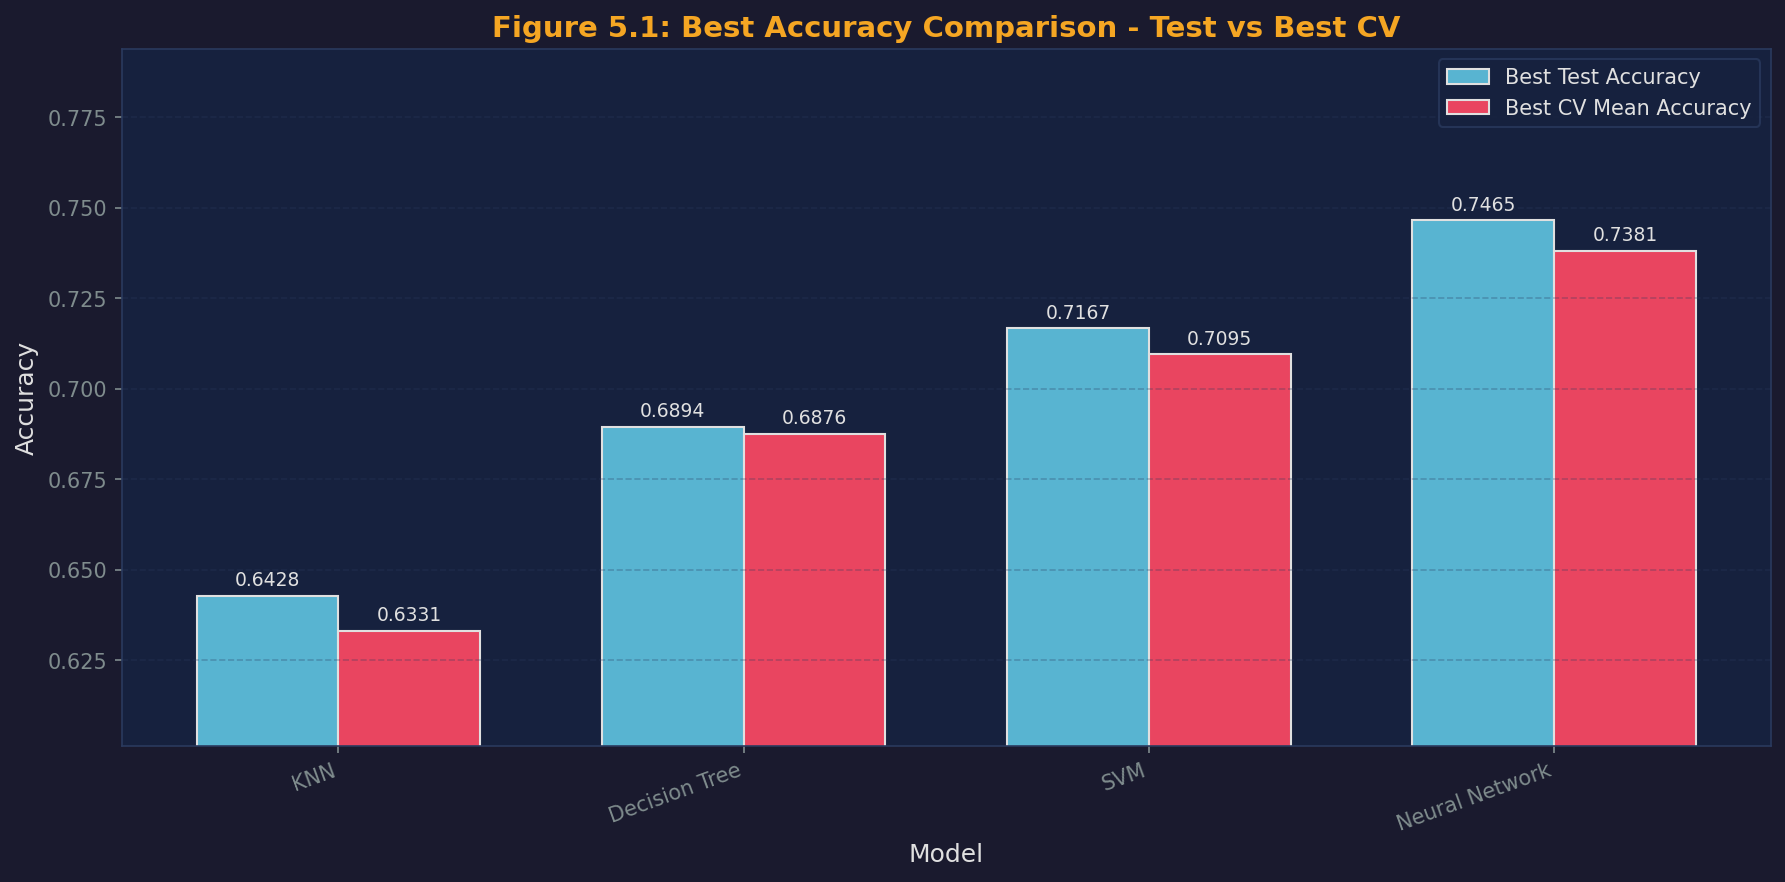 Figure 5.1: Best Accuracy Comparison - Test vs Best CV
Best Test Accuracy
Best CV Mean Accuracy
Accuracy
0.775
0.750
0.725
0.700
0.675
0.650
0.625
0.6428
0.6331
0.6894
0.6876
0.7167
0.7095
0.7465
0.7381
KNN
Decision Tree
SVM
Neural Network
Model